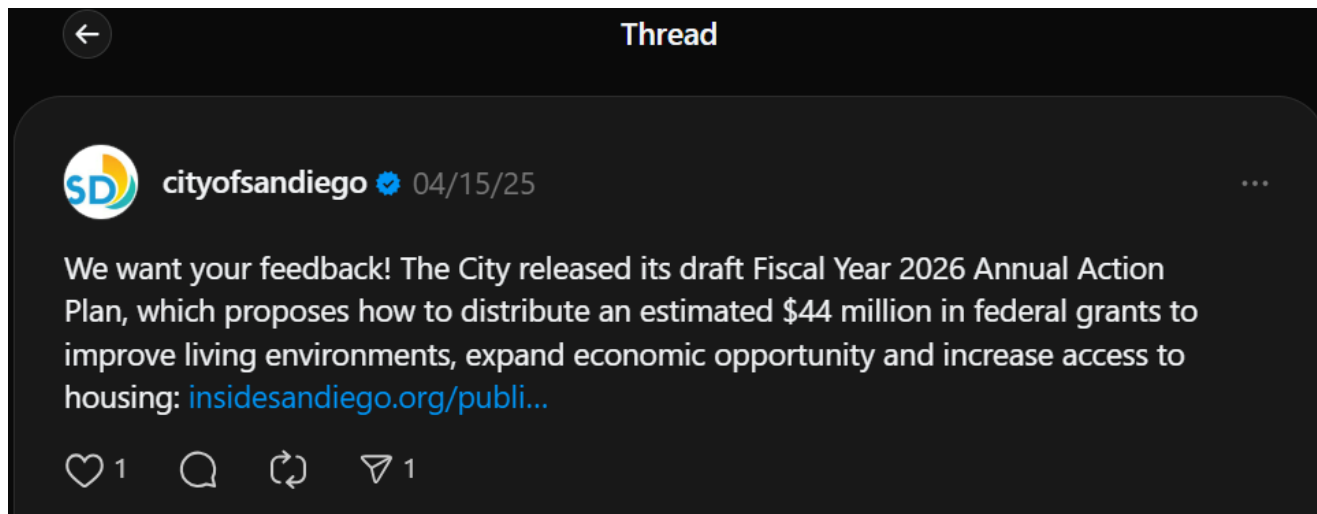 Thread
SD
cityofsandiego 04/15/25
We want your feedback! The City released its draft Fiscal Year 2026 Annual Action
Plan, which proposes how to distribute an estimated $44 million in federal grants to
improve living environments, expand economic opportunity and increase access to
housing: insidesandiego.org/publi...
1 1